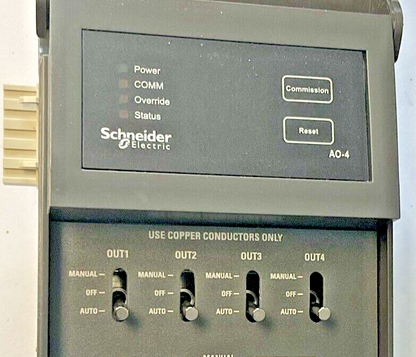 Power
COMM
Override
Status
Commission
Reset
Schneider
Electric
AO-4
USE COPPER CONDUCTORS ONLY
OUT1 OUT2 OUT3 OUT4
MANUAL MANUAL MANUAL MANUAL
OFF OFF OFF OFF
AUTO AUTO AUTO AUTO
MANUAL